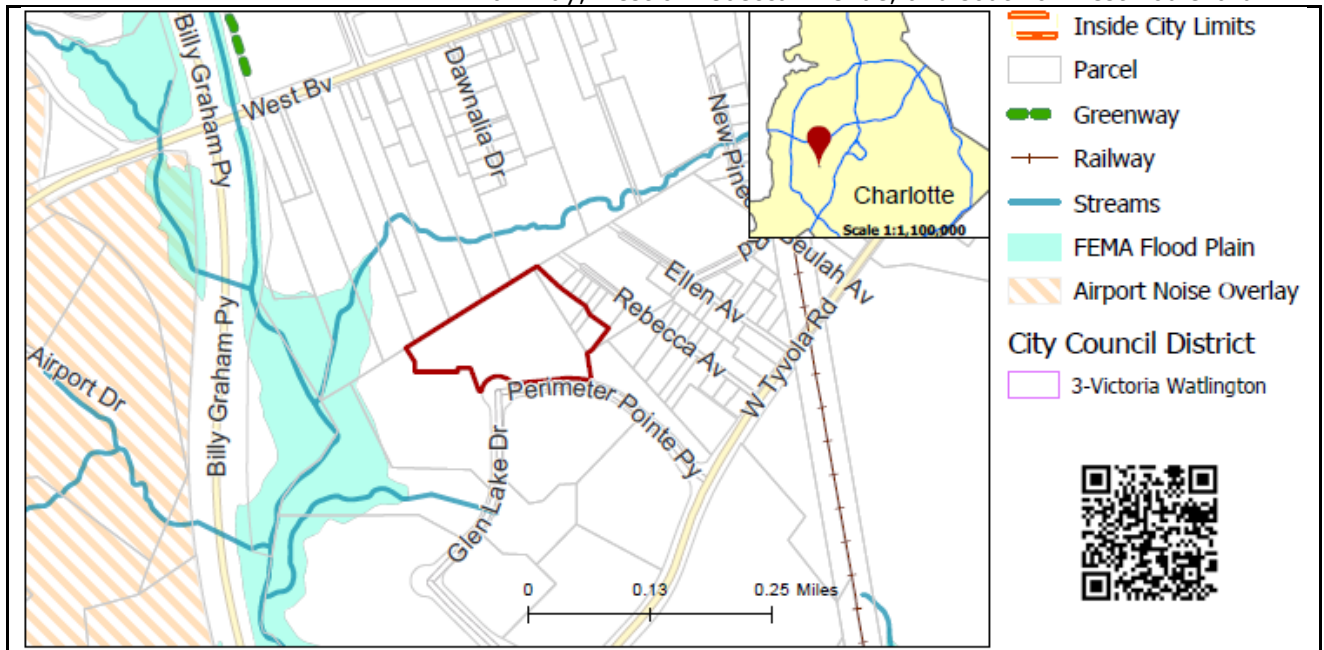 Billy Graham Py
West Bv
Dawnalia Dr
New Pine
Charlotte
Scale 1:1,100,000
Rd
Beulah Av
Ellen Av
Rebecca Av
W Tyvola Rd
Perimeter Pointe Py
Glen Lake Dr
Billy Graham Py
Airport Dr
0 0.13 0.25 Miles
Inside City Limits
Parcel
Greenway
Railway
Streams
FEMA Flood Plain
Airport Noise Overlay
City Council District
3-Victoria Watlington